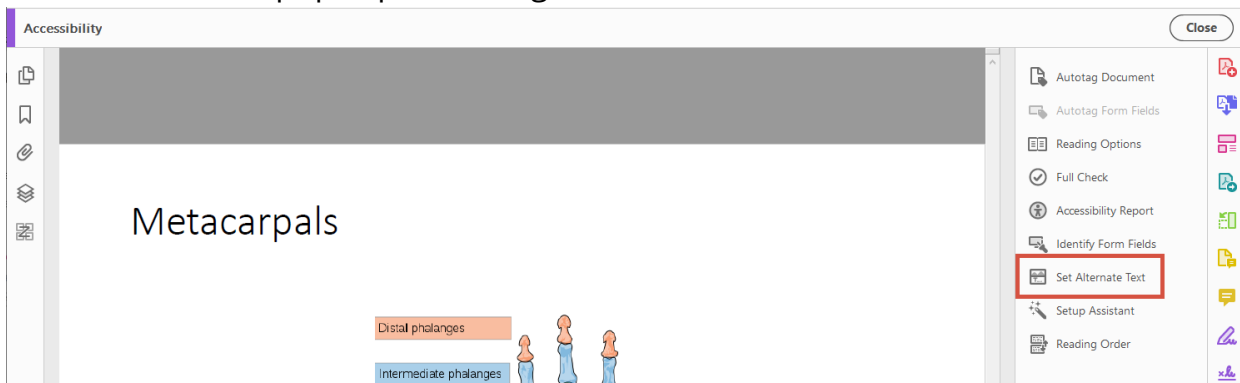 Accessibility
Close
Metacarpals
Distal phalanges
Intermediate phalanges
Autotag Document
Autotag Form Fields
Reading Options
Full Check
Accessibility Report
Identify Form Fields
Set Alternate Text
Setup Assistant
Reading Order